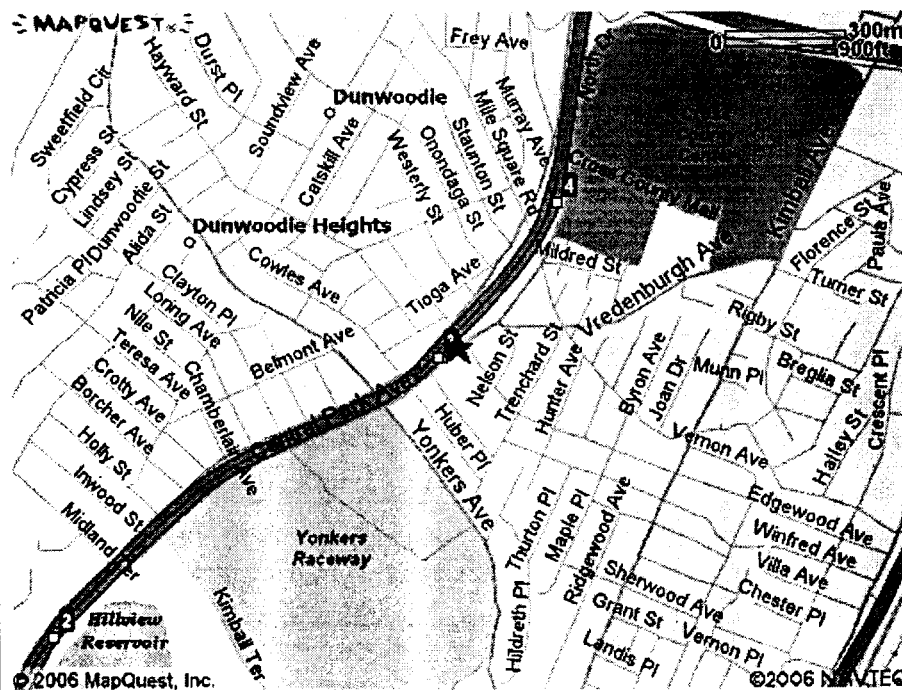 MAPQUEST
300m
0
900ft
Frey Ave
North Dr
Sweetfield Cir
Hayward St
Durst Pl
Soundview Ave
Dunwoodie
Murray Ave
Mile Square Rd
Staunton St
Onondaga St
Westerly St
Catskill Ave
Cypress St
Lindsey St
Dunwoodie St
Alida St
Patricia Pl
Dunwoodie Heights
Cross County Mall
4
Kimball Ave
Florence St
Paula Ave
Turner St
Mildred St
Vredenburgh Ave
Cowles Ave
Tioga Ave
Clayton Pl
Loring Ave
Nile St
Teresa Ave
Crotty Ave
Borcher Ave
Holly St
Inwood St
Midland Ter
Chamberlain Ave
Belmont Ave
Central Park Ave
Nelson St
Trenchard St
Hunter Ave
Byron Ave
Joan Dr
Munn Pl
Rigby St
Breglia St
Halley St
Crescent Pl
Huber Pl
Yonkers Ave
Vernon Ave
Edgewood Ave
Winfred Ave
Villa Ave
Chester Pl
Yonkers
Raceway
Thurton Pl
Maple Pl
Ridgewood Ave
Sherwood Ave
Grant St
Vernon Pl
Landis Pl
Hildreth Pl
Kimball Ter
2
Hillview
Reservoir
© 2006 MapQuest, Inc.
©2006 NAVTEQ